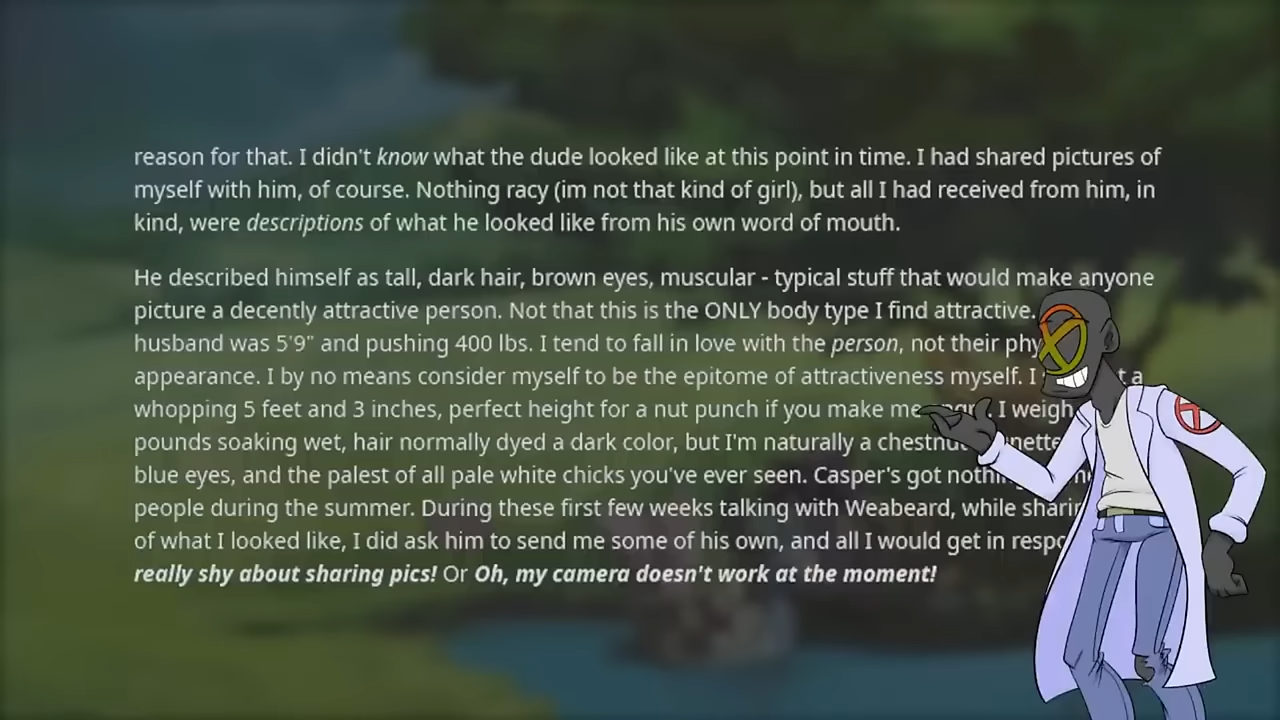 reason for that. I didn't know what the dude looked like at this point in time. I had shared pictures of
myself with him, of course. Nothing racy (im not that kind of girl), but all I had received from him, in
kind, were descriptions of what he looked like from his own word of mouth.
He described himself as tall, dark hair, brown eyes, muscular - typical stuff that would make anyone
picture a decently attractive person. Not that this is the ONLY body type I find attractive.
husband was 5'9" and pushing 400 lbs. I tend to fall in love with the person, not their
appearance. I by no means consider myself to be the epitome of attractiveness myself. I a
whopping 5 feet and 3 inches, perfect height for a nut punch if you make me I weigh
pounds soaking wet, hair normally dyed a dark color, but I'm naturally a
blue eyes, and the palest of all pale white chicks you've ever seen. Casper's got
people during the summer. During these first few weeks talking with Weabeard, while
of what I looked like, I did ask him to send me some of his own, and all I would get in
really shy about sharing pics! Or Oh, my camera doesn't work at the moment!